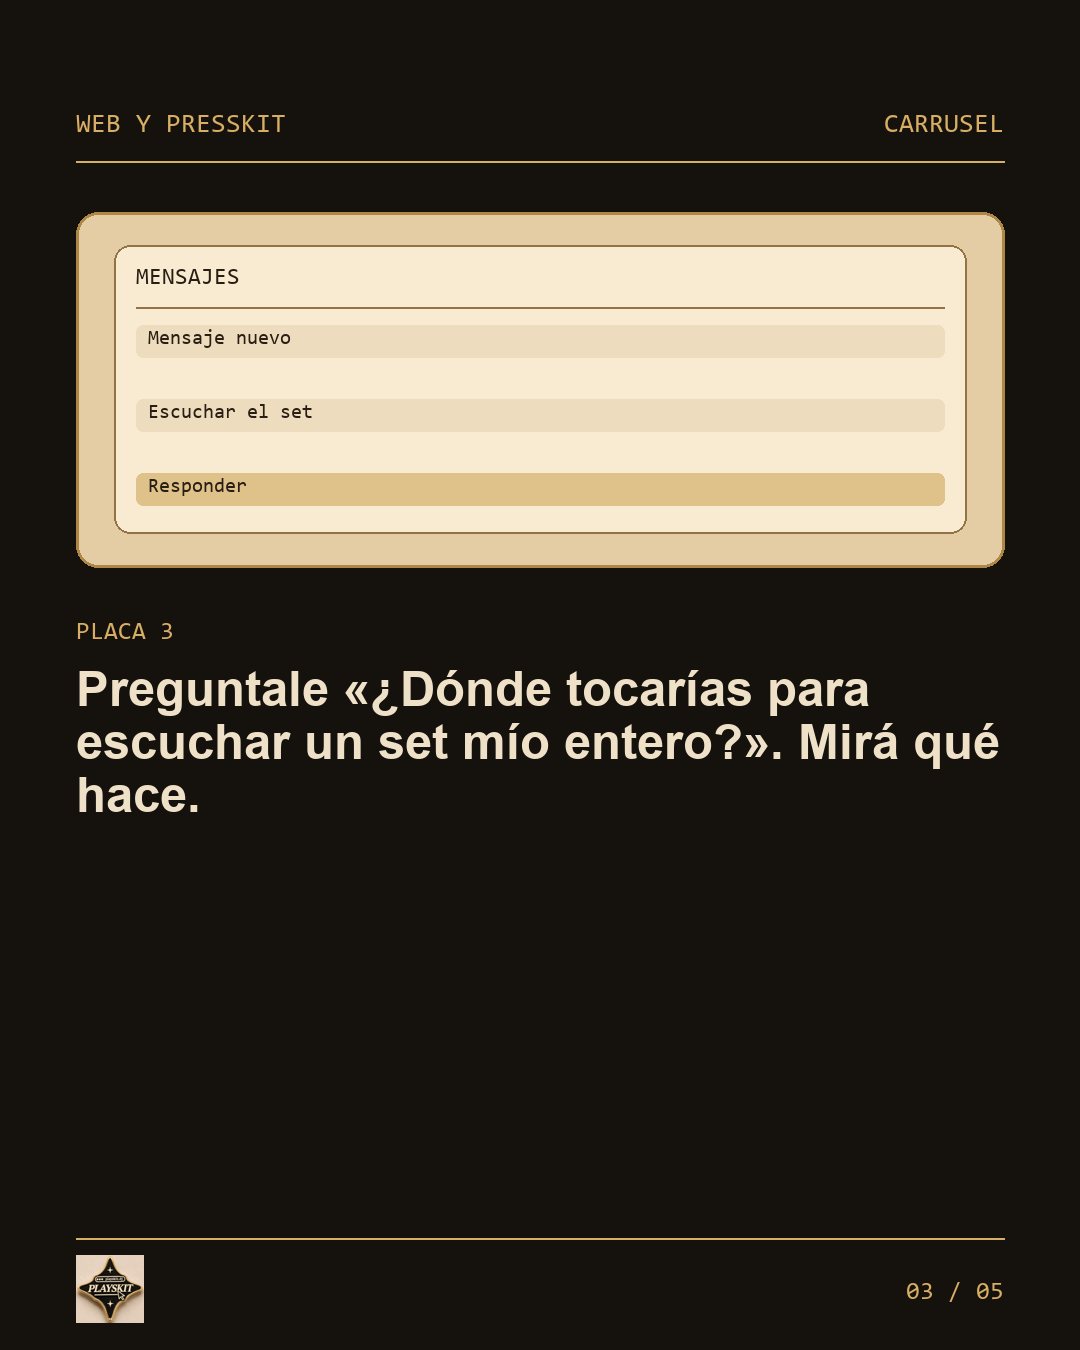 WEB Y PRESSKIT
CARRUSEL
MENSAJES
Mensaje nuevo
Escuchar el set
Responder
PLACA 3
Preguntale «¿Dónde tocarías para
escuchar un set mío entero?». Mirá qué
hace.
PLAYSKIT
03 / 05